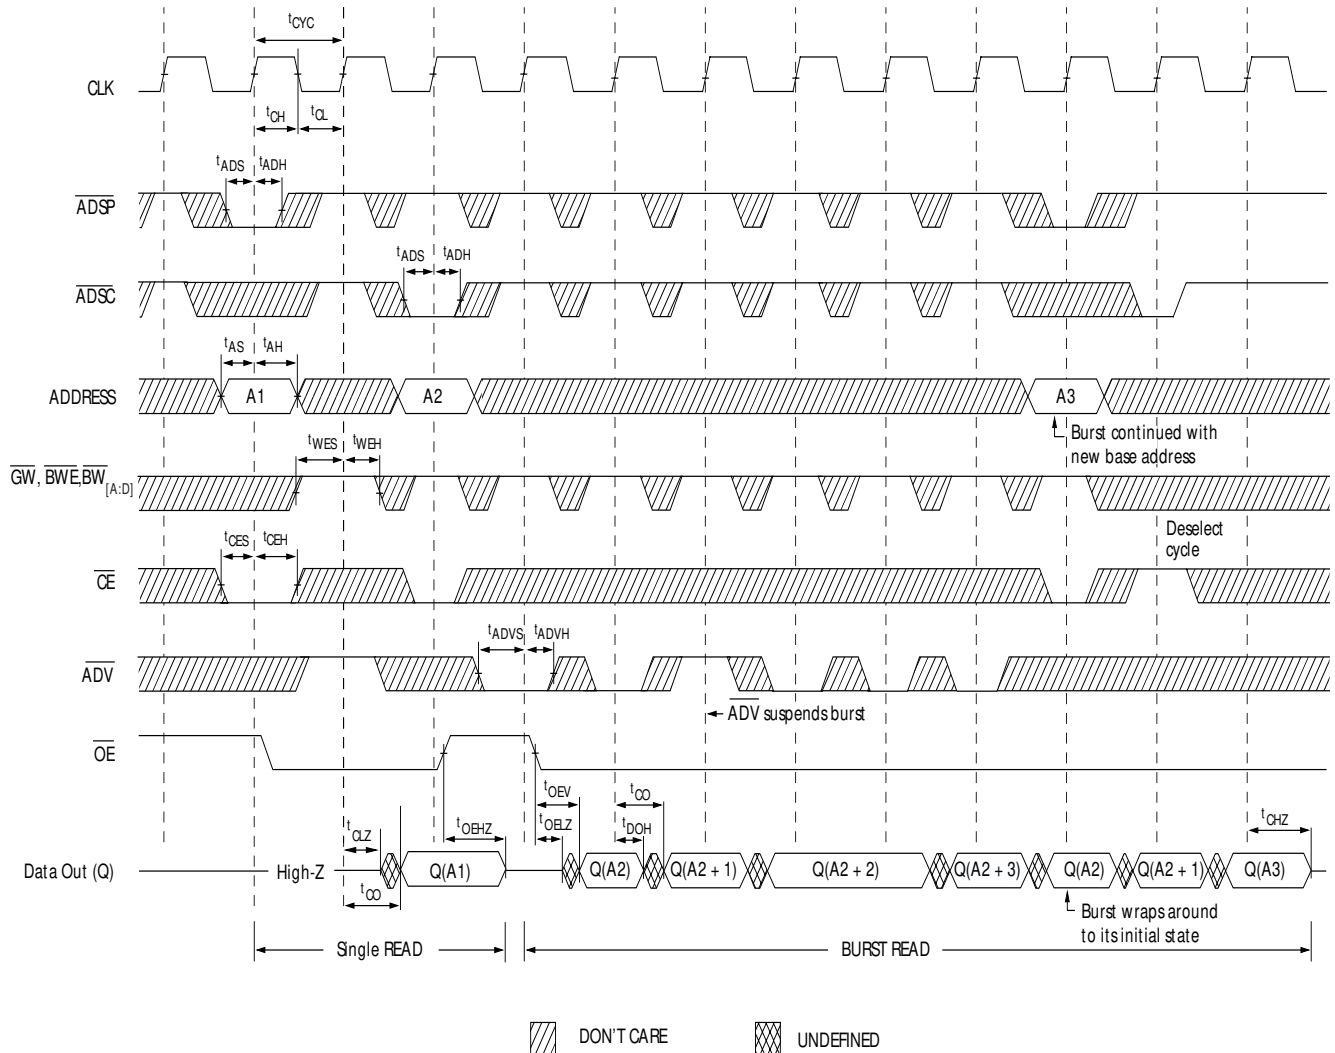 tCYC
CLK
tCH
tCL
tADS
tADH
ADSP
tADS
tADH
ADSC
tAS
tAH
ADDRESS
A1
A2
A3
Burst continued with
new base address
tWES
tWEH
GW, BWE,BW[A:D]
Deselect
cycle
tCES
tCEH
CE
tADVS
tADVH
ADV
ADV suspends burst
OE
tOEV
tCO
tCLZ
tOEHZ
tOELZ
tDOH
tCHZ
Data Out (Q)
High-Z
Q(A1)
Q(A2)
Q(A2 + 1)
Q(A2 + 2)
Q(A2 + 3)
Q(A2)
Q(A2 + 1)
Q(A3)
tCO
Burst wraps around
to its initial state
Single READ
BURST READ
DON'T CARE
UNDEFINED